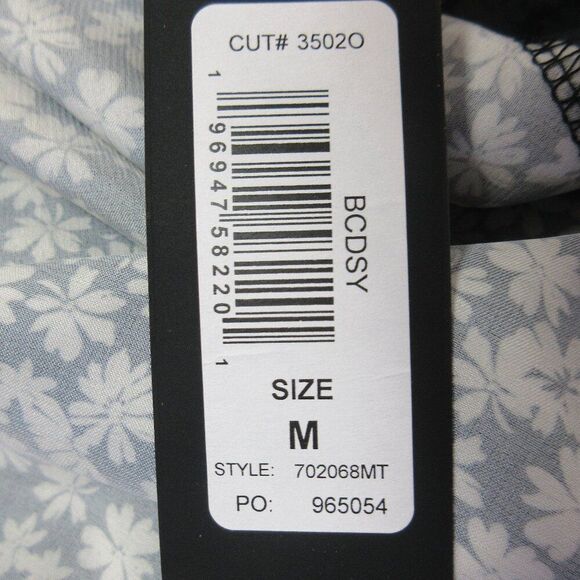 CUT# 3502O
1 96947 58220 1
BCDSY
SIZE
M
STYLE: 702068MT
PO: 965054